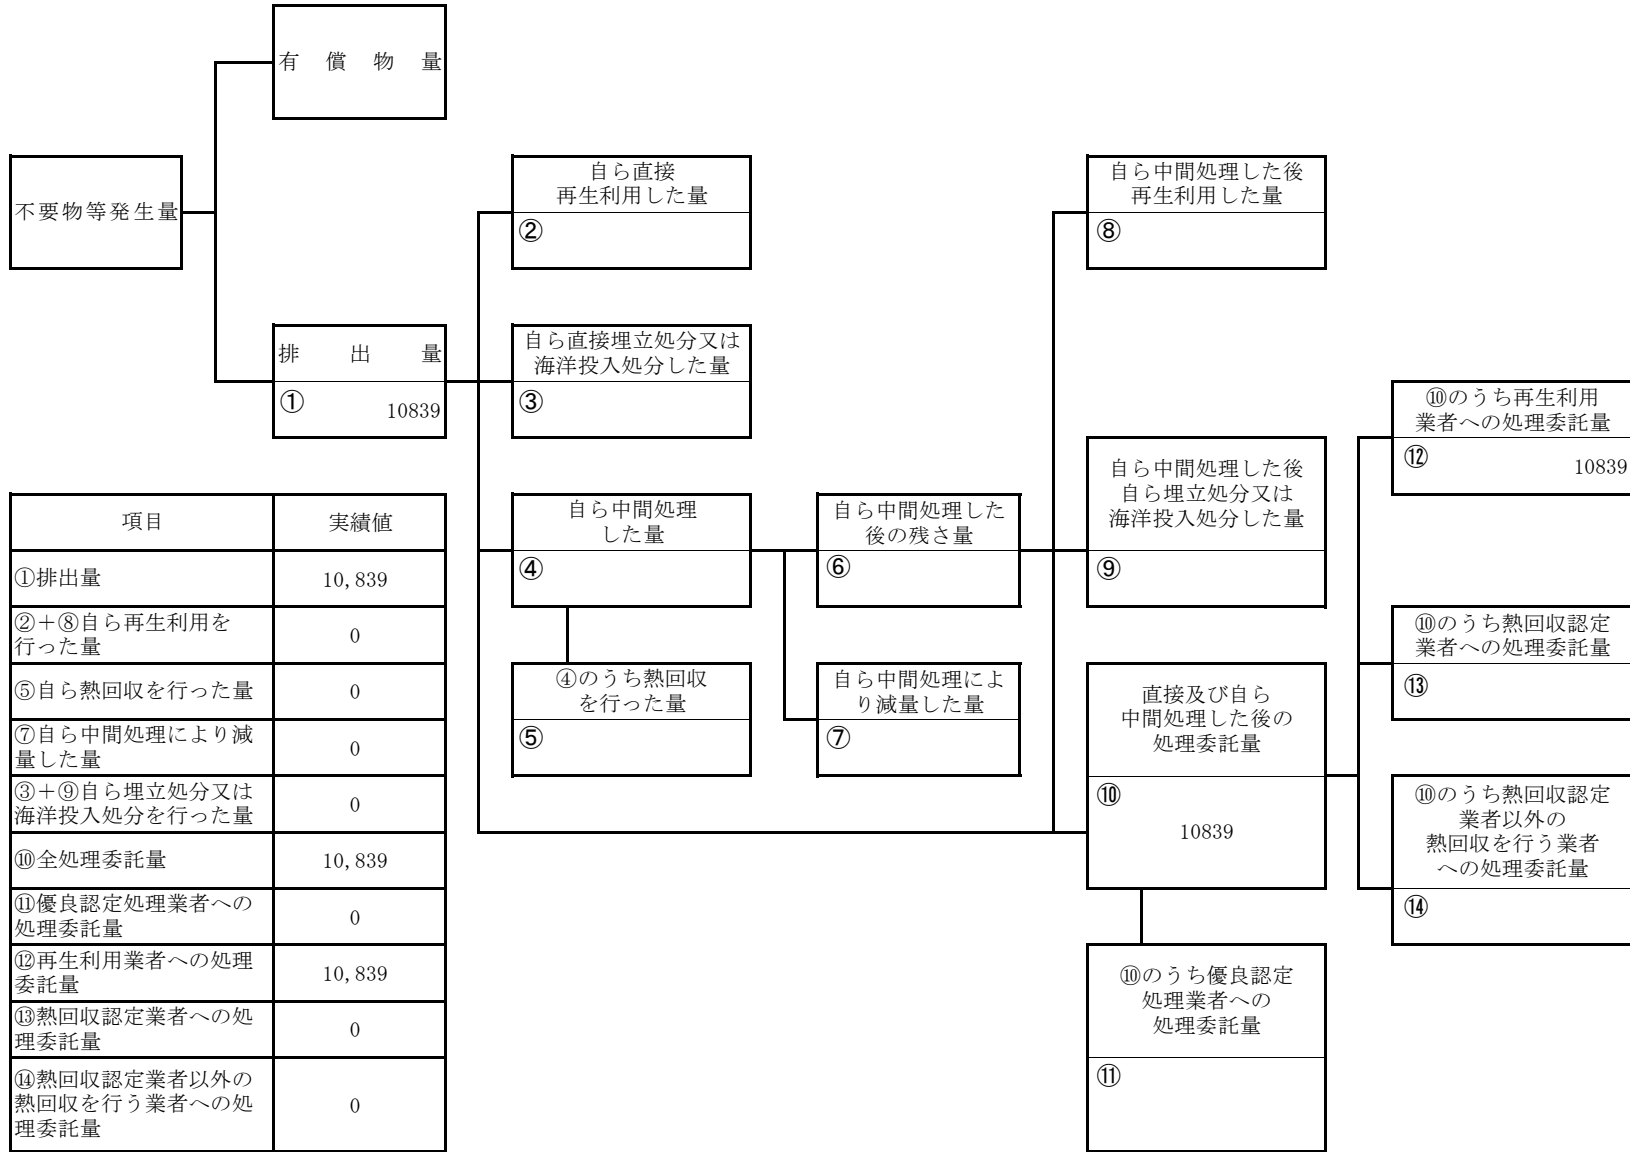 有償物量
不要物等発生量
排出量
①
10839
自ら直接
再生利用した量
②
自ら直接埋立処分又は
海洋投入処分した量
③
自ら中間処理
した量
④
④のうち熱回収
を行った量
⑤
自ら中間処理した
後の残さ量
⑥
自ら中間処理によ
り減量した量
⑦
自ら中間処理した後
再生利用した量
⑧
自ら中間処理した後
自ら埋立処分又は
海洋投入処分した量
⑨
直接及び自ら
中間処理した後の
処理委託量
⑩
10839
⑩のうち優良認定
処理業者への
処理委託量
⑪
⑩のうち再生利用
業者への処理委託量
⑫
10839
⑩のうち熱回収認定
業者への処理委託量
⑬
⑩のうち熱回収認定
業者以外の
熱回収を行う業者
への処理委託量
⑭
項目 実績値
①排出量 10,839
②+⑧自ら再生利用を
行った量 0
⑤自ら熱回収を行った量 0
⑦自ら中間処理により減
量した量 0
③+⑨自ら埋立処分又は
海洋投入処分を行った量 0
⑩全処理委託量 10,839
⑪優良認定処理業者への
処理委託量 0
⑫再生利用業者への処理
委託量 10,839
⑬熱回収認定業者への処
理委託量 0
⑭熱回収認定業者以外の
熱回収を行う業者への処
理委託量 0